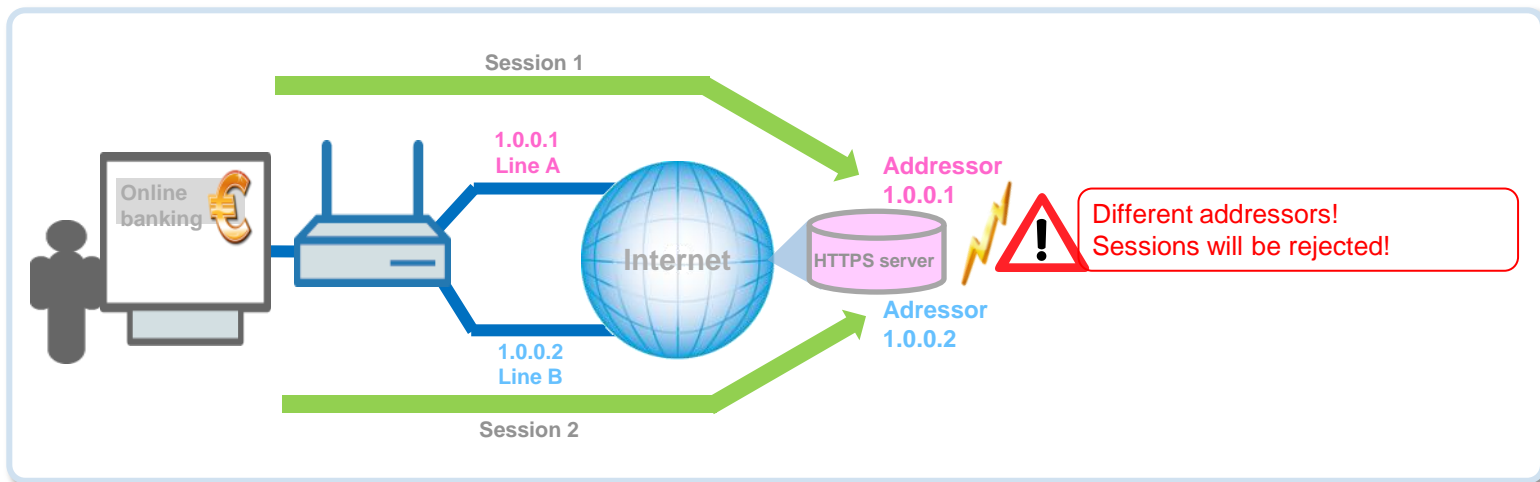 Session 1
1.0.0.1
Line A
Addressor
1.0.0.1
Online
banking
€
Different addressors!
Sessions will be rejected!
!
Internet
HTTPS server
Adressor
1.0.0.2
1.0.0.2
Line B
Session 2